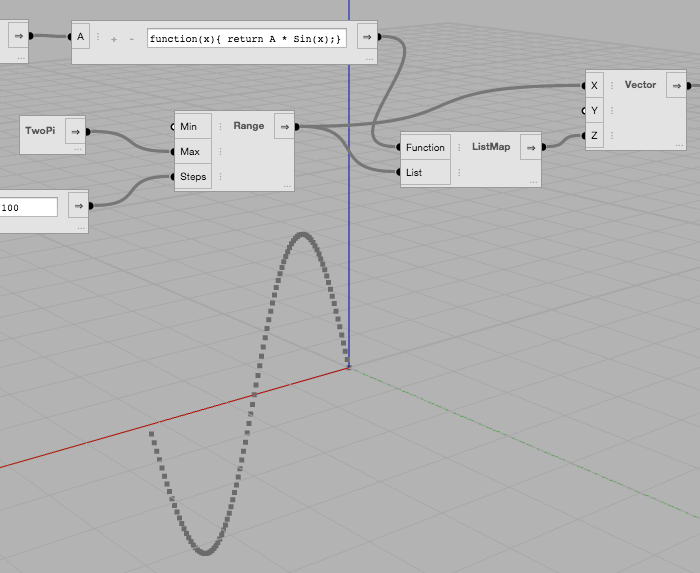 ⇒
A
+ -
function(x){ return A * Sin(x);}
⇒
...
...
X
Vector
⇒
Y
Z
...
TwoPi
⇒
...
Min
Range
⇒
Max
Steps
...
Function
ListMap
⇒
List
...
100
⇒
...